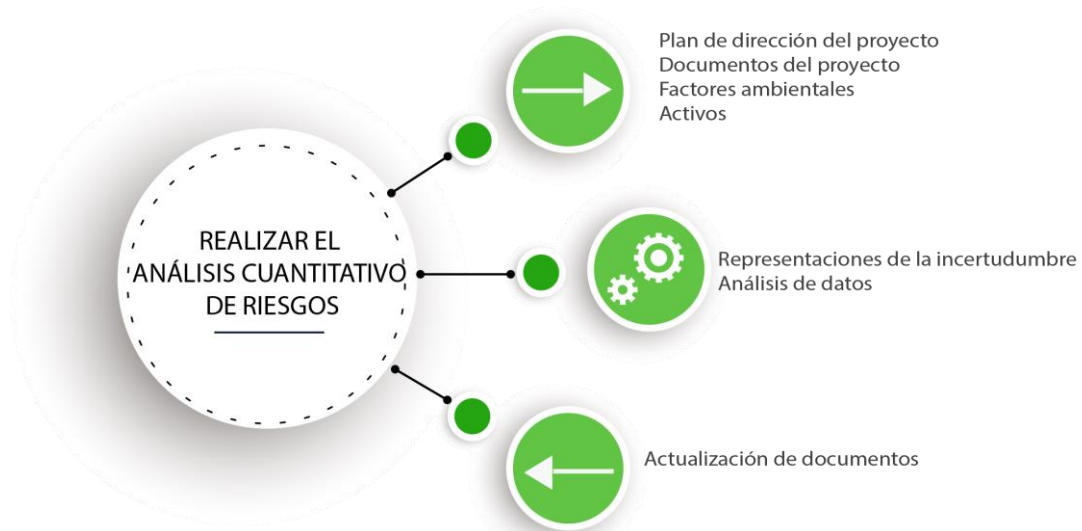 REALIZAR EL
ANÁLISIS CUANTITATIVO
DE RIESGOS
Plan de dirección del proyecto
Documentos del proyecto
Factores ambientales
Activos
Representaciones de la incertudumbre
Análisis de datos
Actualización de documentos